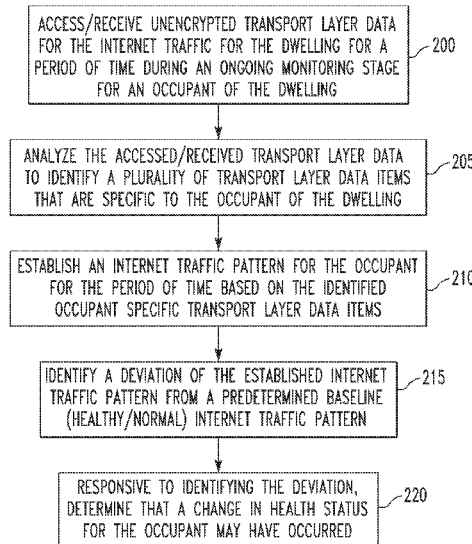 ACCESS/RECEIVE UNENCRYPTED TRANSPORT LAYER DATA
FOR THE INTERNET TRAFFIC FOR THE DWELLING FOR A
PERIOD OF TIME DURING AN ONGOING MONITORING STAGE
FOR AN OCCUPANT OF THE DWELLING
200
ANALYZE THE ACCESSED/RECEIVED TRANSPORT LAYER DATA
TO IDENTIFY A PLURALITY OF TRANSPORT LAYER DATA ITEMS
THAT ARE SPECIFIC TO THE OCCUPANT OF THE DWELLING
205
ESTABLISH AN INTERNET TRAFFIC PATTERN FOR THE OCCUPANT
FOR THE PERIOD OF TIME BASED ON THE IDENTIFIED
OCCUPANT SPECIFIC TRANSPORT LAYER DATA ITEMS
210
IDENTIFY A DEVIATION OF THE ESTABLISHED INTERNET
TRAFFIC PATTERN FROM A PREDETERMINED BASELINE
(HEALTHY/NORMAL) INTERNET TRAFFIC PATTERN
215
RESPONSIVE TO IDENTIFYING THE DEVIATION,
DETERMINE THAT A CHANGE IN HEALTH STATUS
FOR THE OCCUPANT MAY HAVE OCCURRED
220